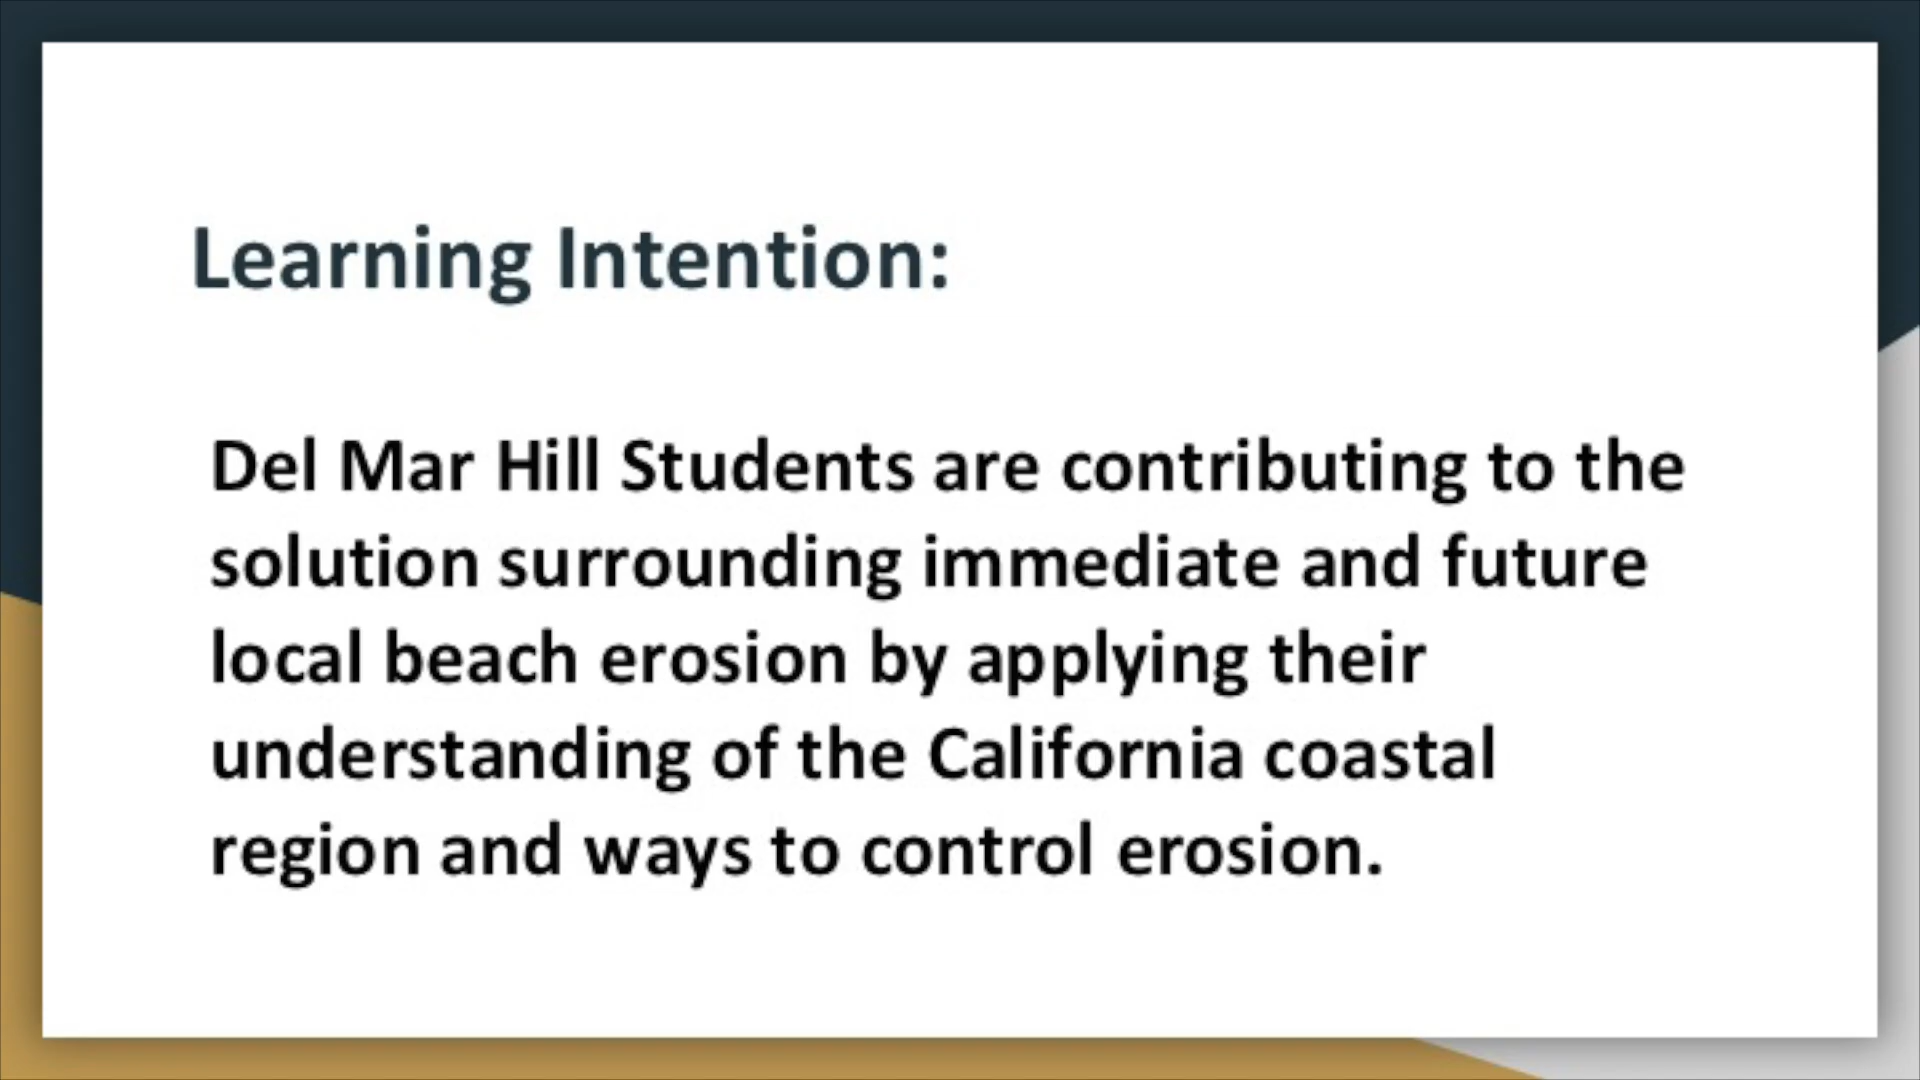 Learning Intention:
Del Mar Hill Students are contributing to the
solution surrounding immediate and future
local beach erosion by applying their
understanding of the California coastal
region and ways to control erosion.